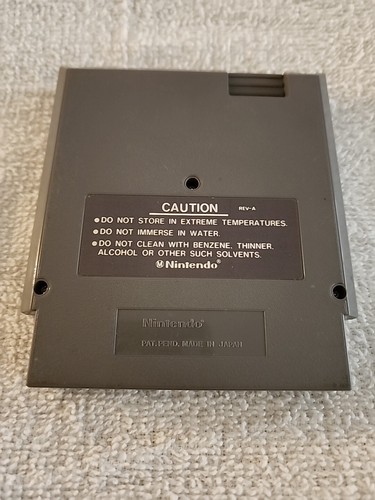 CAUTION REV-A
●DO NOT STORE IN EXTREME TEMPERATURES.
●DO NOT IMMERSE IN WATER.
●DO NOT CLEAN WITH BENZENE, THINNER,
ALCOHOL OR OTHER SUCH SOLVENTS.
Ⓜ Nintendo®
Nintendo®
PAT. PEND. MADE IN JAPAN